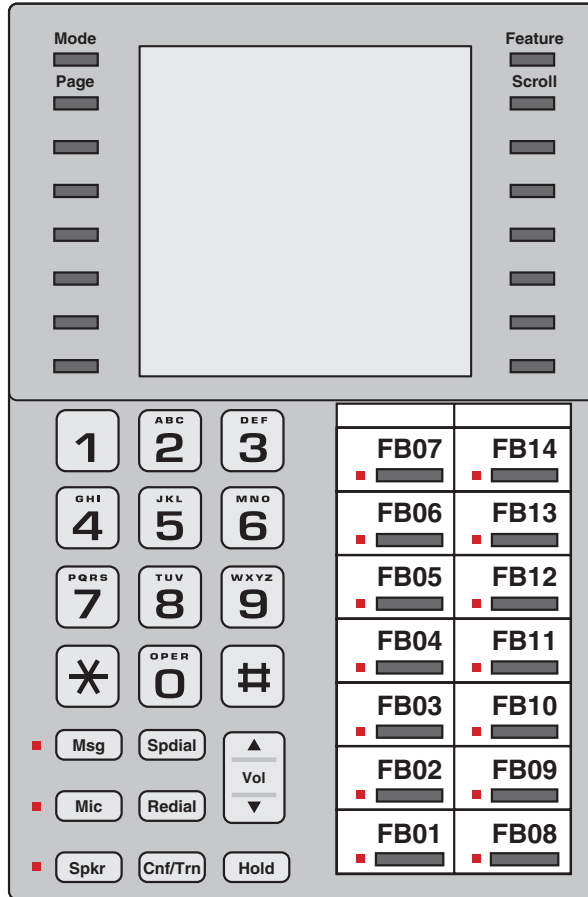 Mode
Feature
Page
Scroll
1
ABC
2
DEF
3
GHI
4
JKL
5
MNO
6
PQRS
7
TUV
8
WXYZ
9
*
OPER
0
#
Msg
Spdial
▲
Vol
▼
Mic
Redial
Spkr
Cnf/Trn
Hold
FB07
FB14
FB06
FB13
FB05
FB12
FB04
FB11
FB03
FB10
FB02
FB09
FB01
FB08